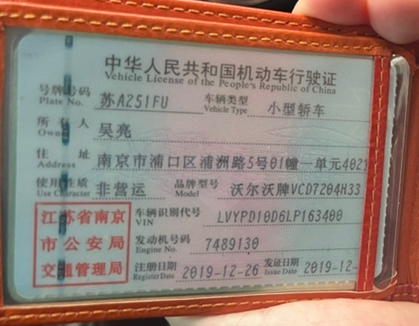 中华人民共和国机动车行驶证
Vehicle License of the People's Republic of China
号牌号码 Plate No. 苏A251FU 车辆类型 Vehicle Type 小型轿车
所有人 Owner 吴亮
住址 Address 南京市浦口区浦洲路5号01幢一单元402
使用性质 Use Character 非营运 品牌型号 Model 沃尔沃牌VCD7204H33
江苏省南京市公安局交通管理局
车辆识别代号 VIN LVYPD10D6LP163400
发动机号码 Engine No. 7489130
注册日期 Register Date 2019-12-26 发证日期 Issue Date 2019-12-